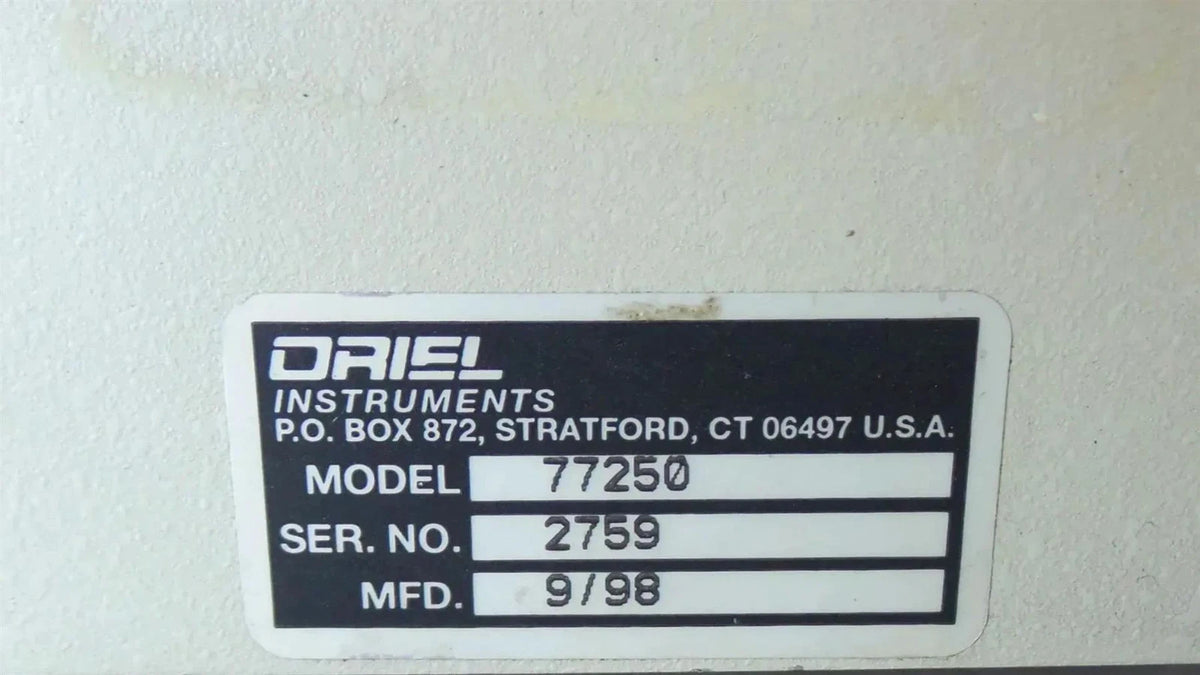 ORIEL
INSTRUMENTS
P.O. BOX 872, STRATFORD, CT 06497 U.S.A.
MODEL 77250
SER. NO. 2759
MFD. 9/98